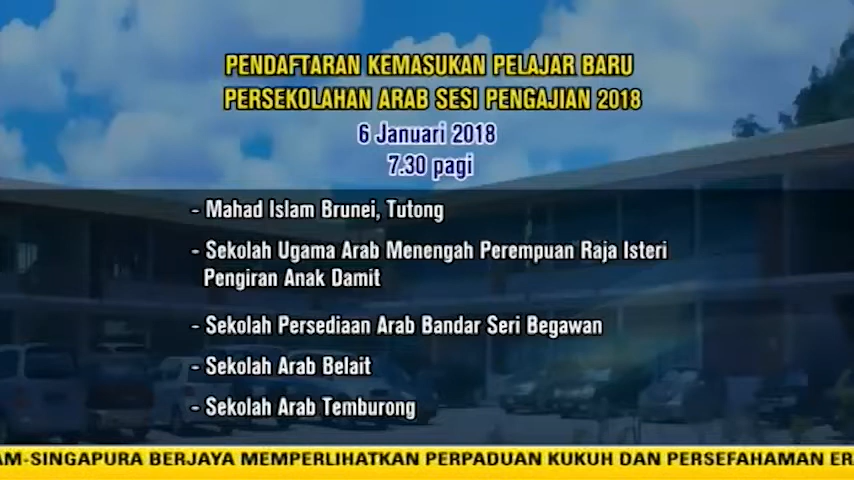 PENDAFTARAN KEMASUKAN PELAJAR BARU
PERSEKOLAHAN ARAB SESI PENGAJIAN 2018
6 Januari 2018
7.30 pagi
- Mahad Islam Brunei, Tutong
- Sekolah Ugama Arab Menengah Perempuan Raja Isteri
Pengiran Anak Damit
- Sekolah Persediaan Arab Bandar Seri Begawan
- Sekolah Arab Belait
- Sekolah Arab Temburong
AM-SINGAPURA BERJAYA MEMPERLIHATKAN PERPADUAN KUKUH DAN PERSEFAHAMAN ERA